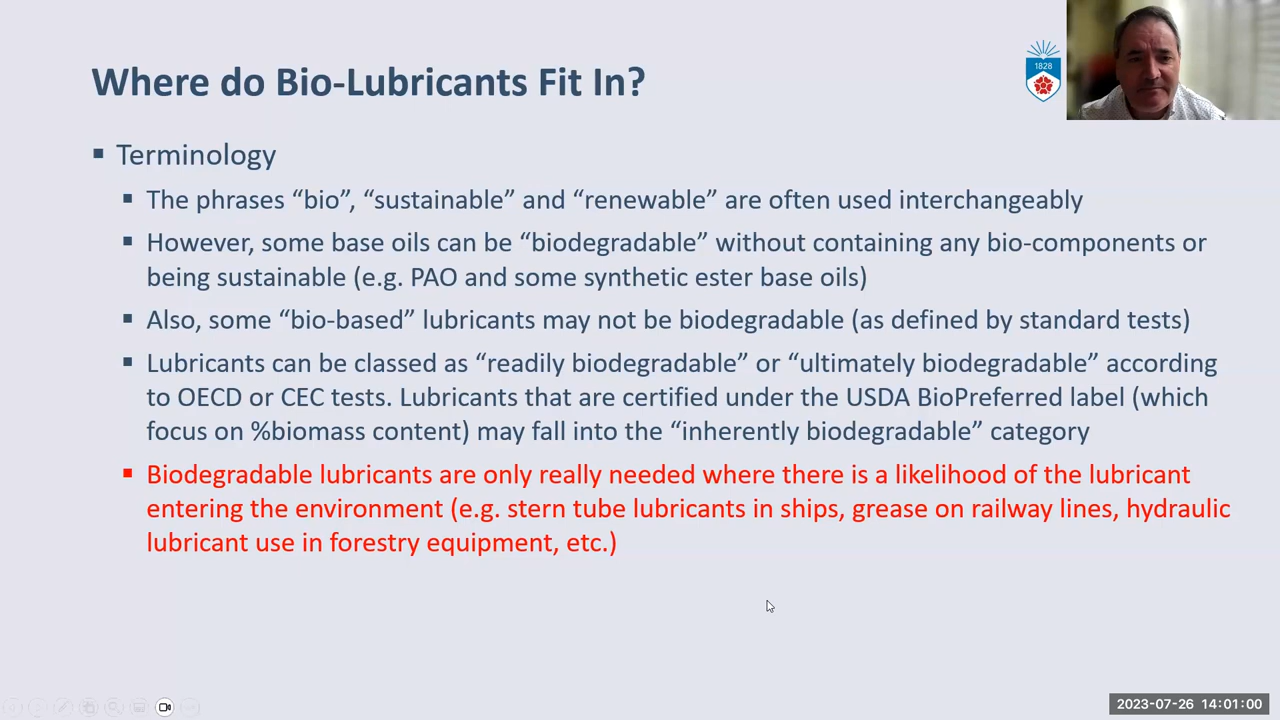 Where do Bio-Lubricants Fit In?
1828
Terminology
The phrases “bio”, “sustainable” and “renewable” are often used interchangeably
However, some base oils can be “biodegradable” without containing any bio-components or
being sustainable (e.g. PAO and some synthetic ester base oils)
Also, some “bio-based” lubricants may not be biodegradable (as defined by standard tests)
Lubricants can be classed as “readily biodegradable” or “ultimately biodegradable” according
to OECD or CEC tests. Lubricants that are certified under the USDA BioPreferred label (which
focus on %biomass content) may fall into the “inherently biodegradable” category
Biodegradable lubricants are only really needed where there is a likelihood of the lubricant
entering the environment (e.g. stern tube lubricants in ships, grease on railway lines, hydraulic
lubricant use in forestry equipment, etc.)
2023-07-26 14:01:00